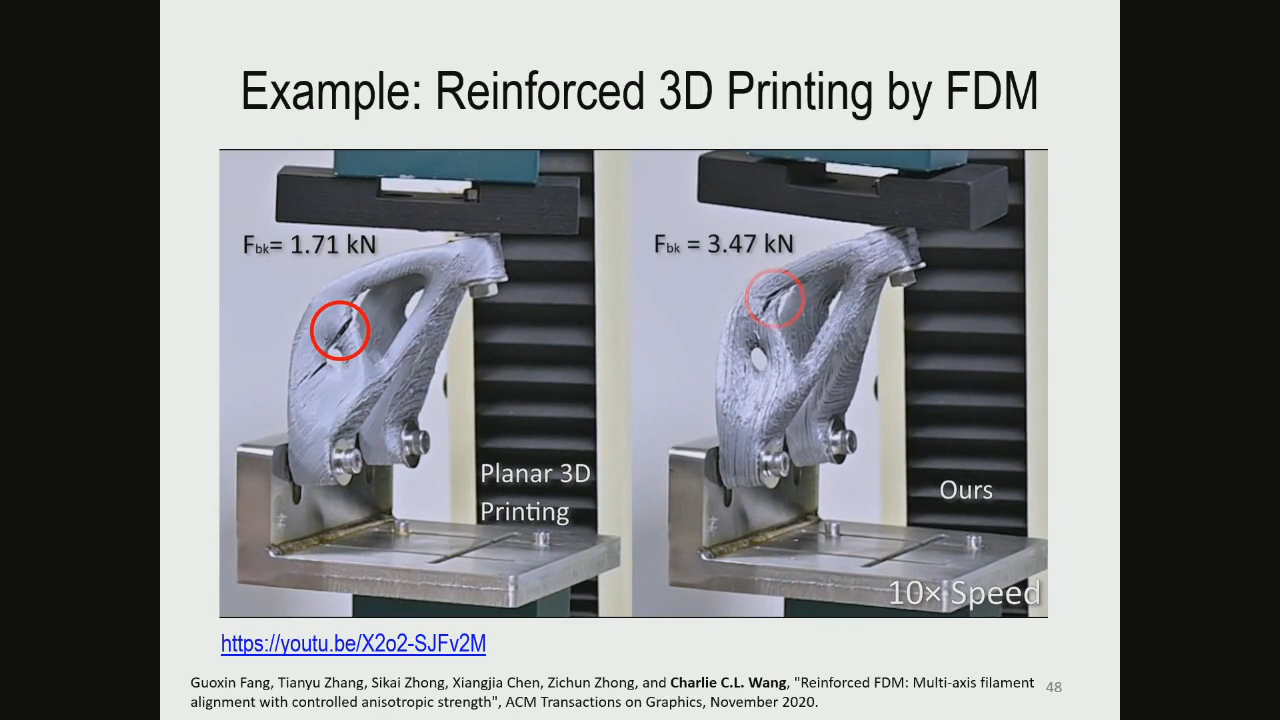 Example: Reinforced 3D Printing by FDM
Fbk= 1.71 kN
Fbk = 3.47 kN
Planar 3D
Printing
Ours
10× Speed
https://youtu.be/X2o2-SJFv2M
Guoxin Fang, Tianyu Zhang, Sikai Zhong, Xiangjia Chen, Zichun Zhong, and Charlie C.L. Wang, "Reinforced FDM: Multi-axis filament
alignment with controlled anisotropic strength", ACM Transactions on Graphics, November 2020.
48